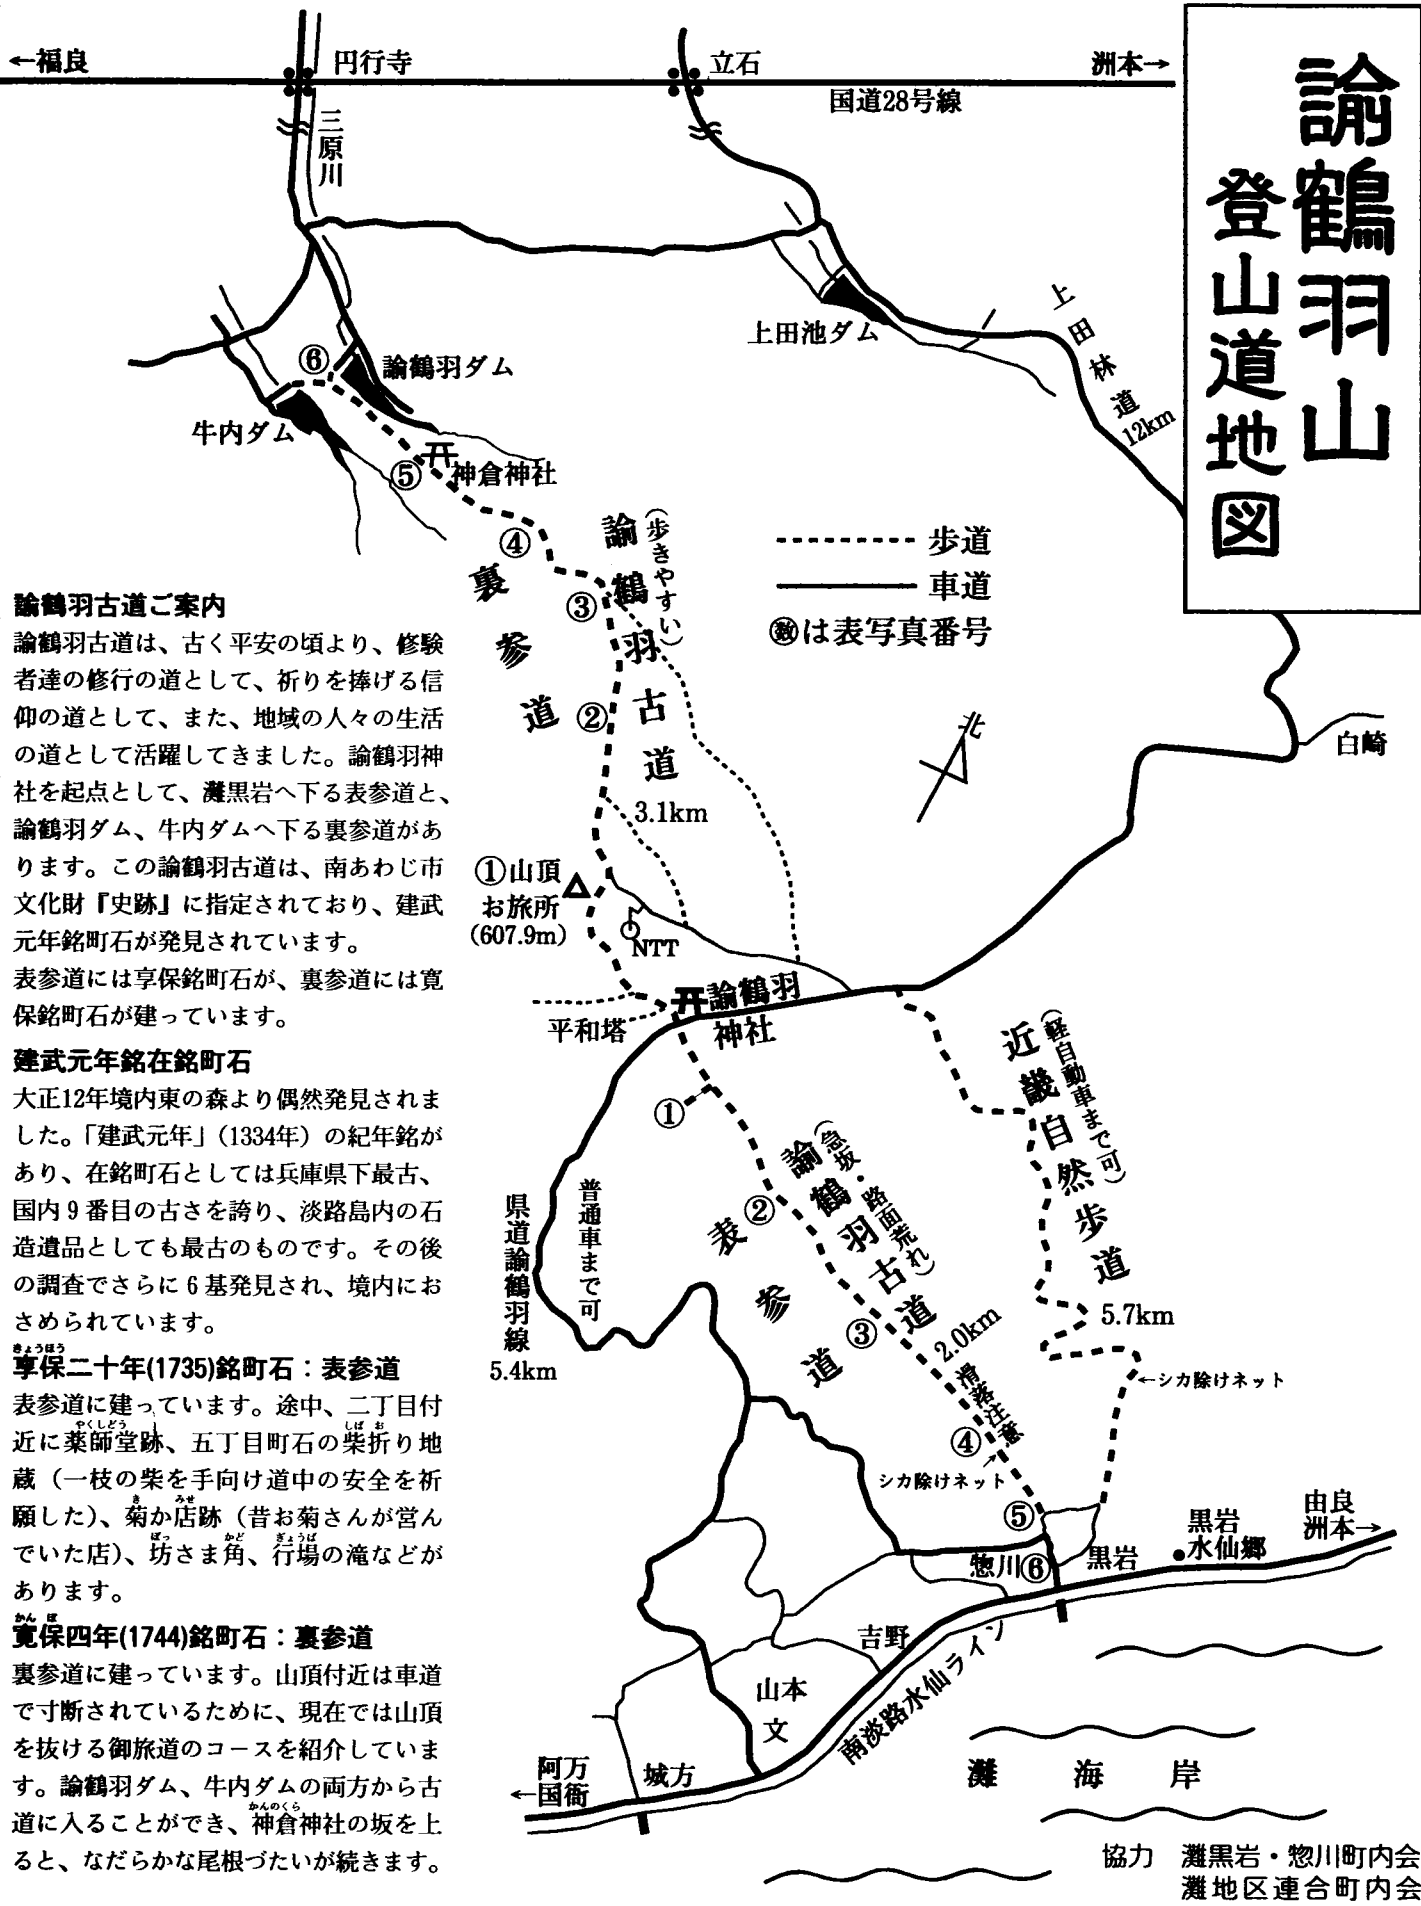 諭鶴羽山
登山道地図
←福良
円行寺
立石
洲本→
国道28号線
三原川
上田池ダム
上田林道
12km
⑥
諭鶴羽ダム
牛内ダム
⑤
神倉神社
④
③
②
裏参道
諭鶴羽古道
(歩きやすい)
3.1km
歩道
車道
数は表写真番号
北
白崎
①山頂
お旅所
(607.9m)
NTT
諭鶴羽
神社
平和塔
諭鶴羽古道ご案内
諭鶴羽古道は、古く平安の頃より、修験
者達の修行の道として、祈りを捧げる信
仰の道として、また、地域の人々の生活
の道として活躍してきました。諭鶴羽神
社を起点として、灘黒岩へ下る表参道と、
諭鶴羽ダム、牛内ダムへ下る裏参道があ
ります。この諭鶴羽古道は、南あわじ市
文化財『史跡』に指定されており、建武
元年銘町石が発見されています。
表参道には享保銘町石が、裏参道には寛
保銘町石が建っています。
建武元年銘在銘町石
大正12年境内東の森より偶然発見されま
した。「建武元年」(1334年)の紀年銘が
あり、在銘町石としては兵庫県下最古、
国内9番目の古さを誇り、淡路島内の石
造遺品としても最古のものです。その後
の調査でさらに6基発見され、境内にお
さめられています。
きょうほう
享保二十年(1735)銘町石：表参道
表参道に建っています。途中、二丁目付
やくしどう しば お
近に薬師堂跡、五丁目町石の柴折り地
蔵（一枝の柴を手向け道中の安全を祈
き みせ
願した)、菊か店跡（昔お菊さんが営ん
ぼっ かど ぎょうば
でいた店）、坊さま角、行場の滝などが
あります。
かん ぽ
寛保四年(1744)銘町石：裏参道
裏参道に建っています。山頂付近は車道
で寸断されているために、現在では山頂
を抜ける御旅道のコースを紹介していま
す。諭鶴羽ダム、牛内ダムの両方から古
かんのくら
道に入ることができ、神倉神社の坂を上
ると、なだらかな尾根づたいが続きます。
①
②
③
④
⑤
表参道
諭鶴羽古道
(急坂・路面荒れ)
2.0km
滑落注意
シカ除けネット
近畿自然歩道
(軽自動車まで可)
5.7km
←シカ除けネット
県道諭鶴羽線
5.4km
普通車まで可
惣川⑥
黒岩
黒岩
水仙郷
由良
洲本→
吉野
山本
文
城方
阿万
←国衙
南淡路水仙ライン
灘海岸
協力　灘黒岩・惣川町内会
灘地区連合町内会